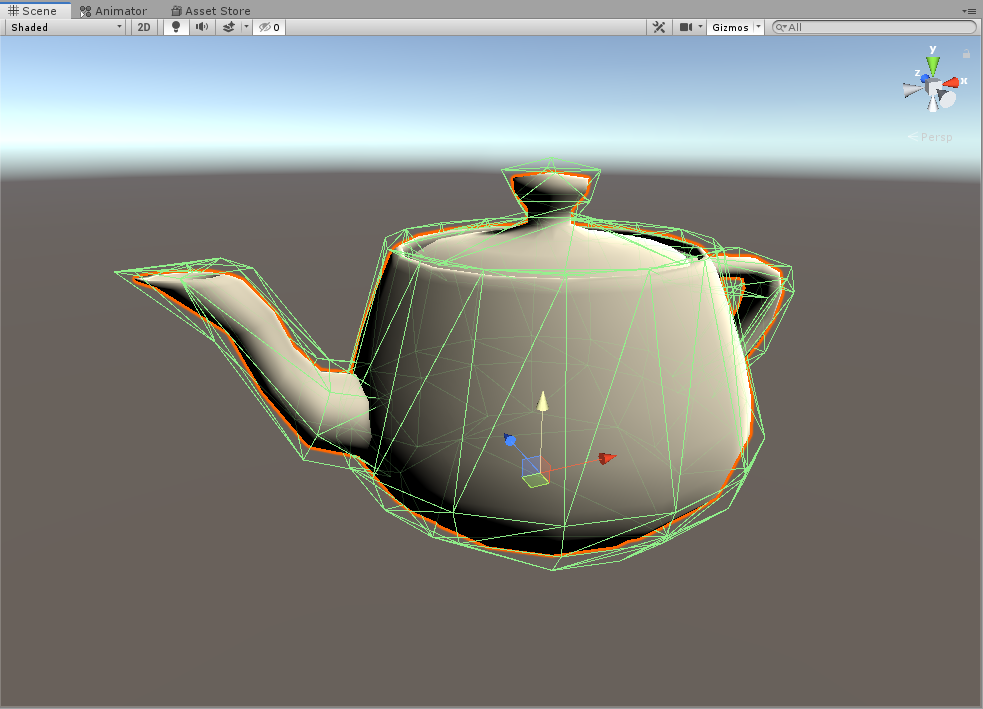 Scene Animator Asset Store
Shaded 2D 0 Gizmos All
y
z x
Persp